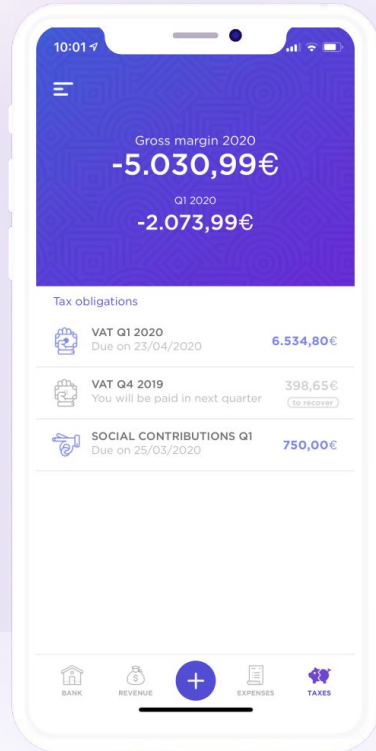 10:01
Gross margin 2020
-5.030,99€
Q1 2020
-2.073,99€
Tax obligations
VAT Q1 2020
Due on 23/04/2020
6.534,80€
VAT Q4 2019
You will be paid in next quarter
398,65€
to recover
SOCIAL CONTRIBUTIONS Q1
Due on 25/03/2020
750,00€
BANK
REVENUE
+
EXPENSES
TAXES